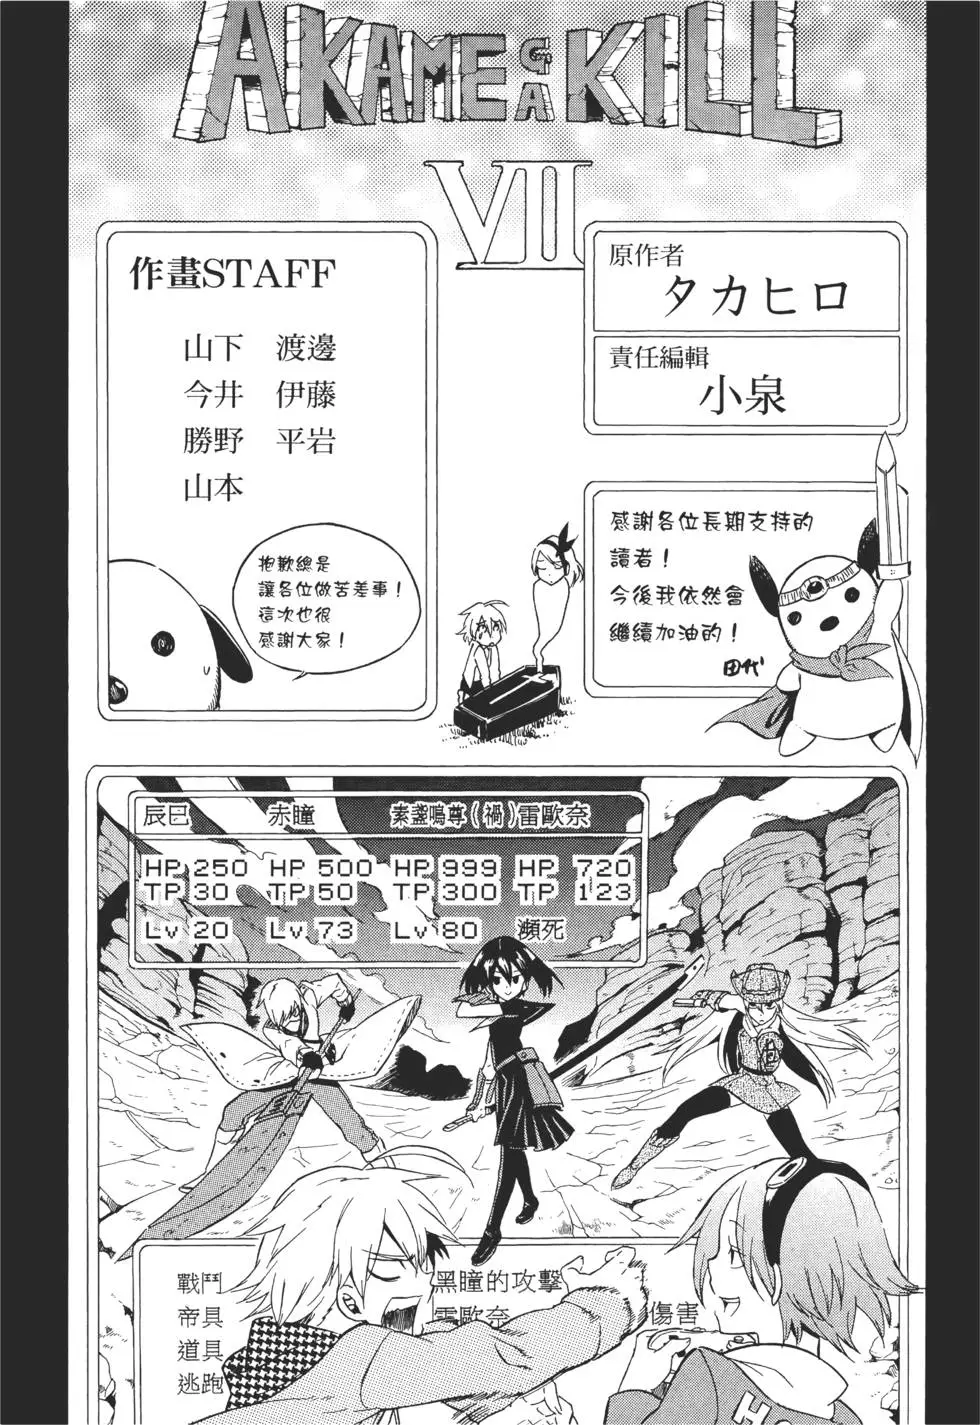 AKAME GA KILL
VII
作畫STAFF
山下 渡邊
今井 伊藤
勝野 平岩
山本
抱歉總是
讓各位做苦差事！
這次也很
感謝大家！
原作者
タカヒロ
責任編輯
小泉
感謝各位長期支持的
讀者！
今後我依然會
繼續加油的！
田代
辰巳 赤瞳 素盞嗚尊（禍）雷歐奈
HP 250 HP 500 HP 999 HP 720
TP 30 TP 50 TP 300 TP 123
Lv 20 Lv 73 Lv 80 瀕死
戰鬥
帝具
道具
逃跑
黑瞳的攻擊
雷歐奈 傷害